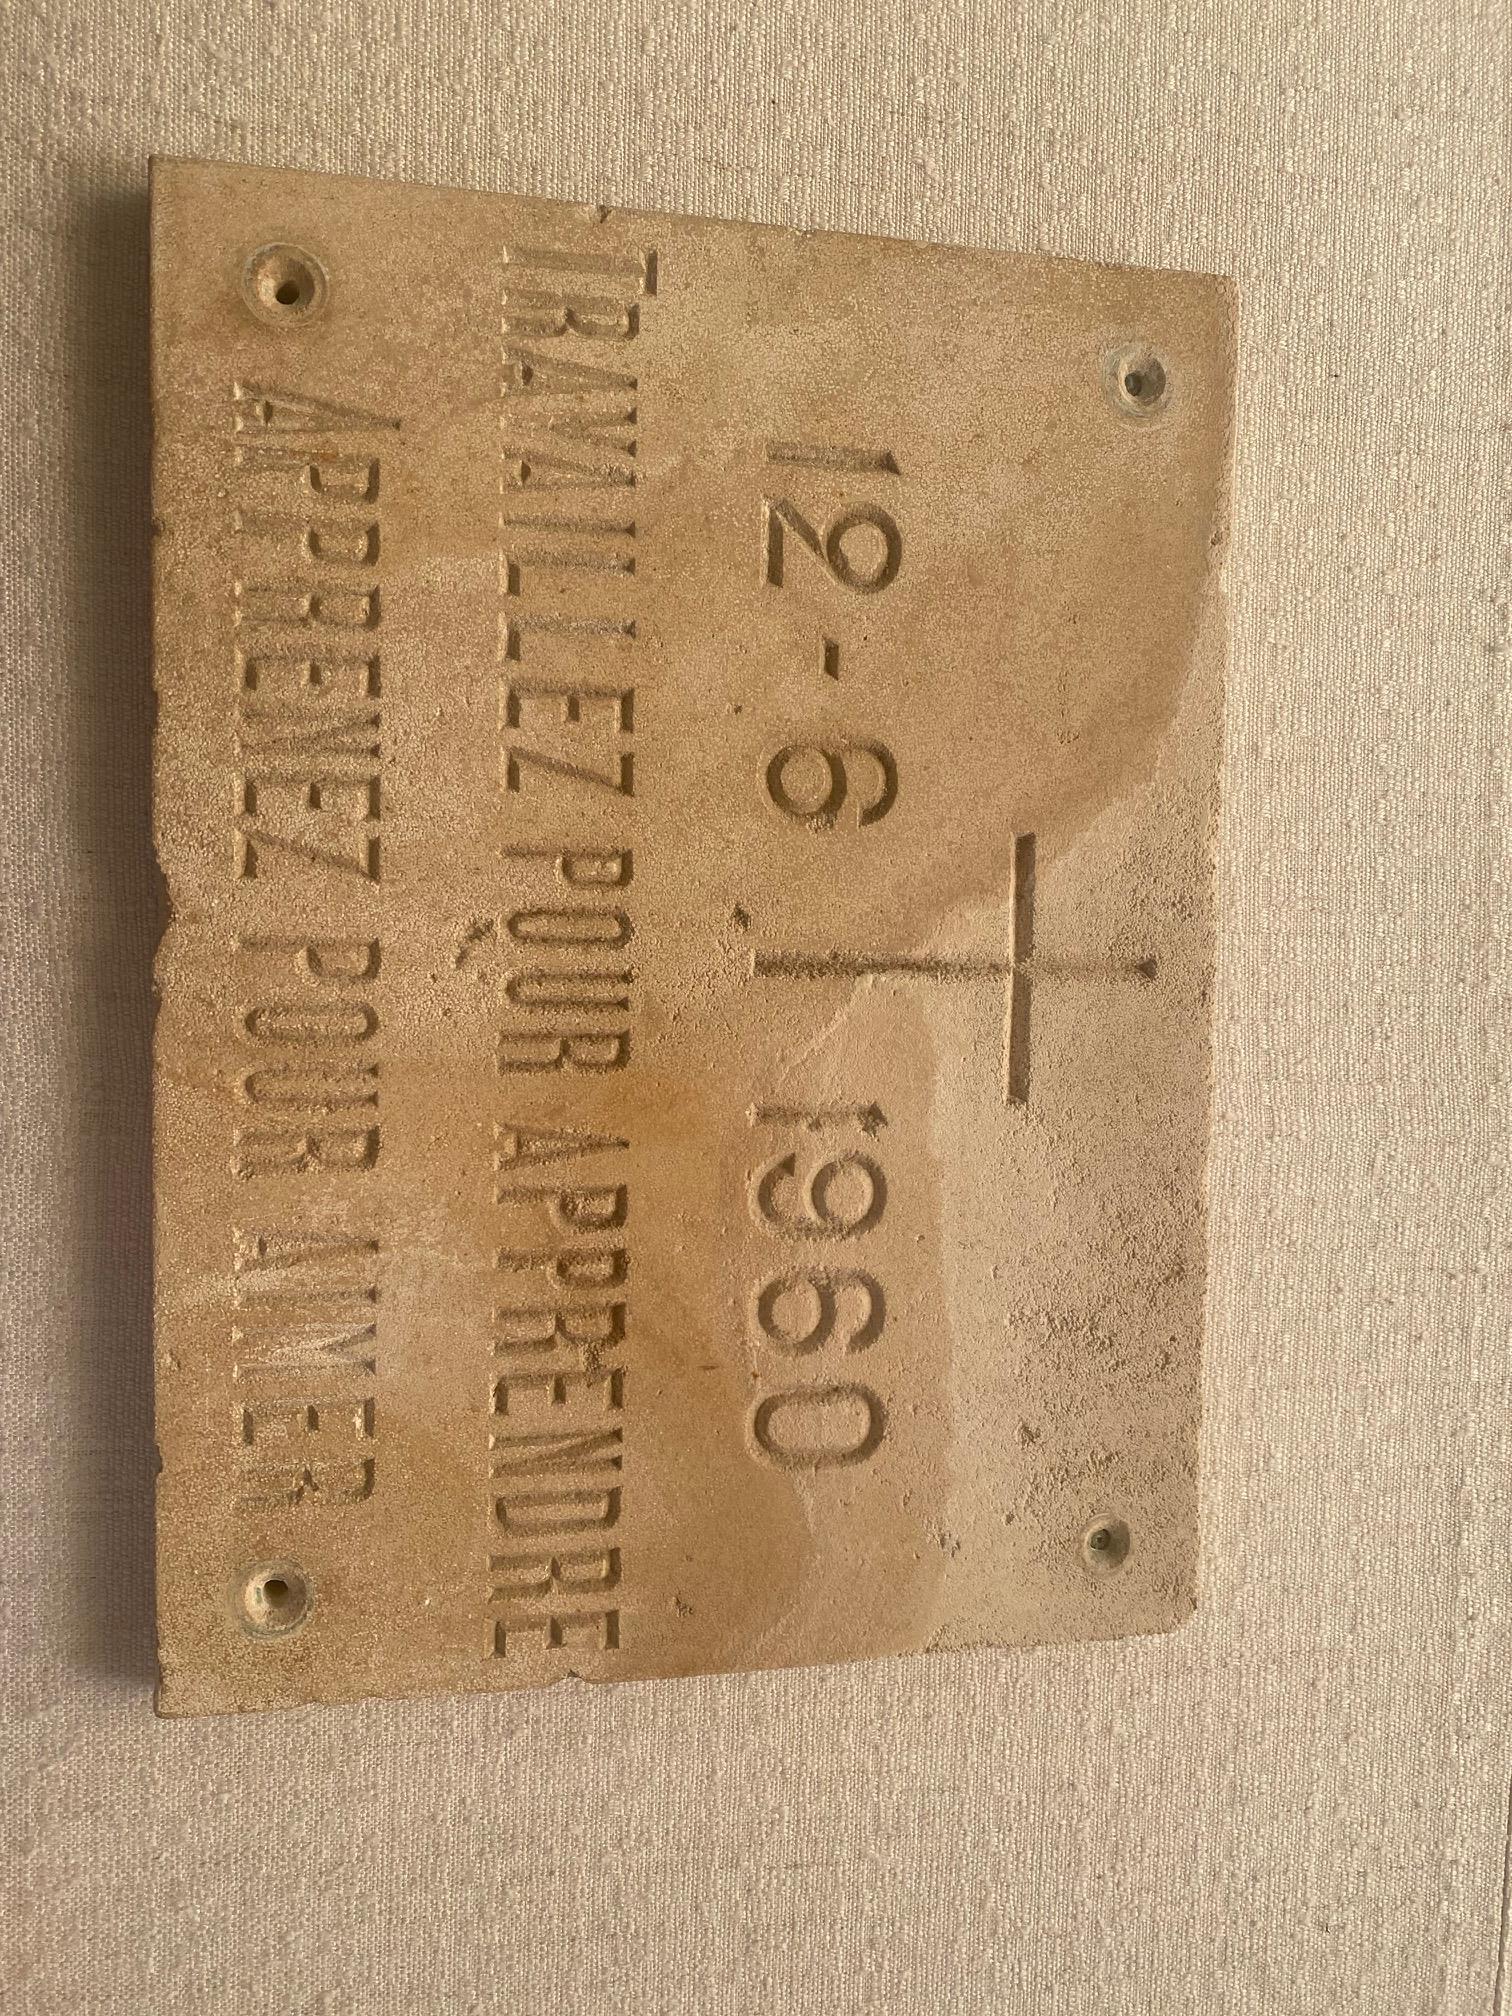 12-6 1960
TRAVAILLEZ POUR APPRENDRE
APPRENEZ POUR AIMER